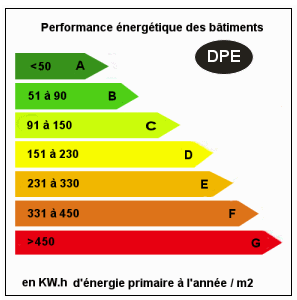 Performance énergétique des bâtiments
DPE
<50 A
51 à 90 B
91 à 150 C
151 à 230 D
231 à 330 E
331 à 450 F
>450 G
en KW.h d'énergie primaire à l'année / m2